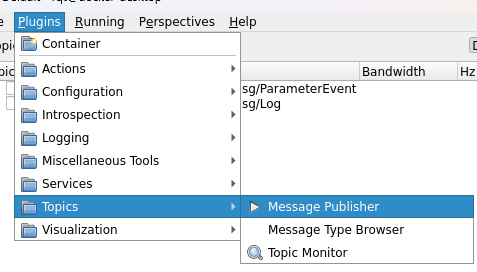 Plugins Running Perspectives Help
Container
Actions
Configuration
Introspection
Logging
Miscellaneous Tools
Services
Topics
Visualization
Bandwidth Hz
sg/ParameterEvent
sg/Log
Message Publisher
Message Type Browser
Topic Monitor